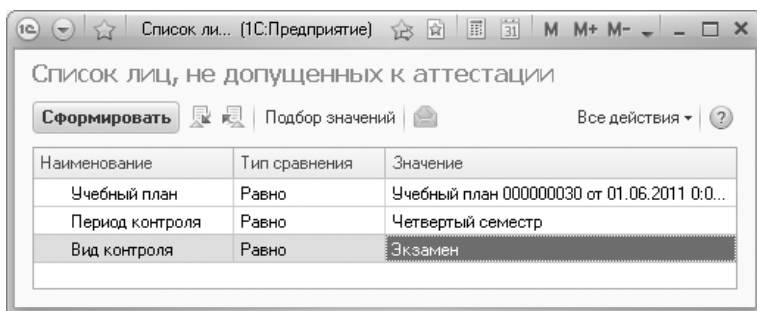 1С Список ли... (1С:Предприятие) 31 M M+ M-
Список лиц, не допущенных к аттестации
Сформировать Подбор значений Все действия ?
Наименование Тип сравнения Значение
Учебный план Равно Учебный план 000000030 от 01.06.2011 0:0...
Период контроля Равно Четвертый семестр
Вид контроля Равно Экзамен